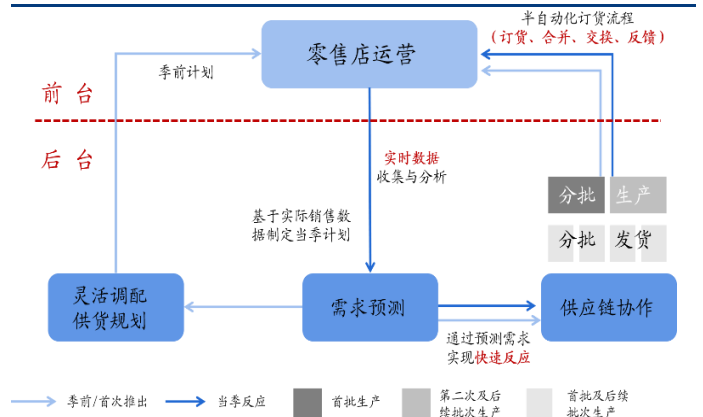 半自动化订货流程
（订货、合并、交换、反馈）
零售店运营
季前计划
前 台
后 台
实时数据
收集与分析
分批 生产
基于实际销售数
据制定当季计划
分批 发货
灵活调配
供货规划
需求预测
供应链协作
通过预测需求
实现快速反应
季前/首次推出
当季反应
首批生产
第二次及后
续批次生产
首批及后续
批次生产